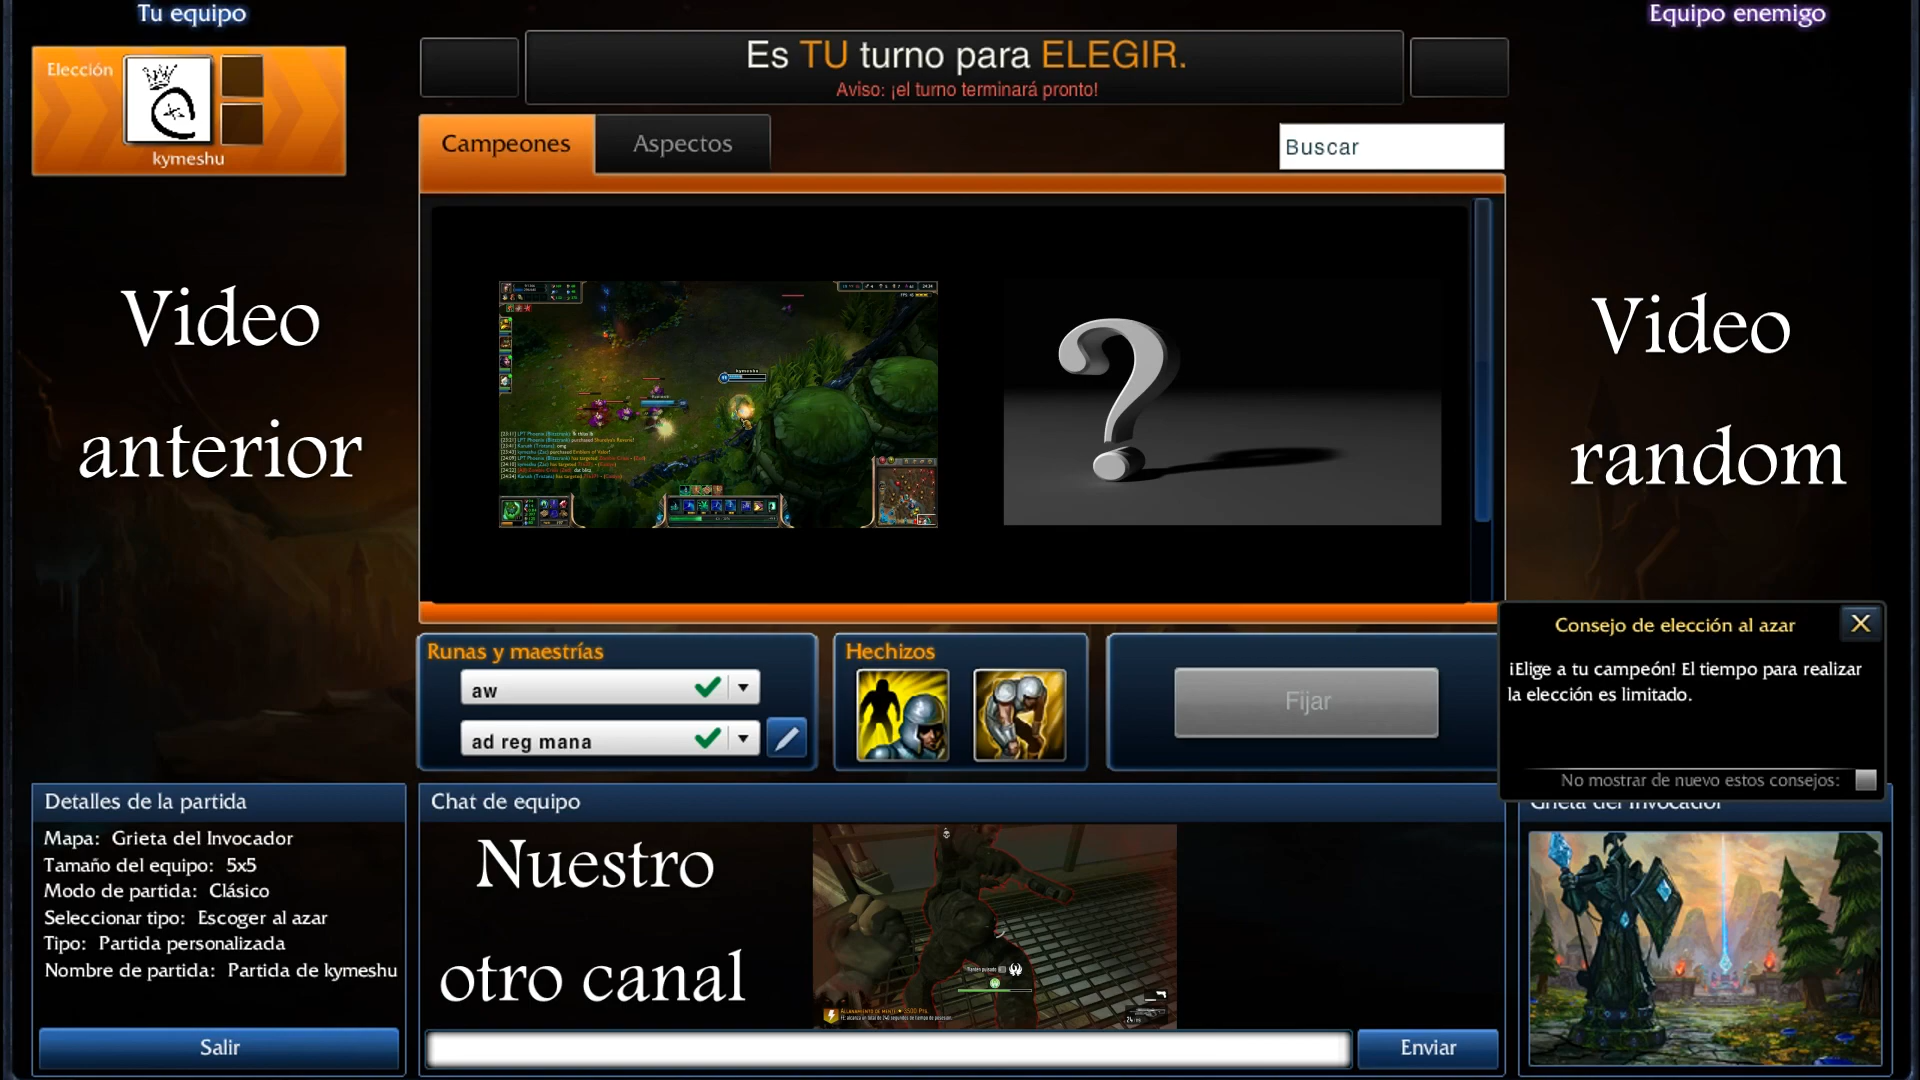 Tu equipo
Equipo enemigo
Elección
kymeshu
Es TU turno para ELEGIR.
Aviso: ¡el turno terminará pronto!
Campeones
Aspectos
Buscar
Video
anterior
Video
random
Runas y maestrías
aw
ad reg mana
Hechizos
Fijar
Consejo de elección al azar
X
¡Elige a tu campeón! El tiempo para realizar
la elección es limitado.
No mostrar de nuevo estos consejos:
Detalles de la partida
Mapa: Grieta del Invocador
Tamaño del equipo: 5x5
Modo de partida: Clásico
Seleccionar tipo: Escoger al azar
Tipo: Partida personalizada
Nombre de partida: Partida de kymeshu
Salir
Chat de equipo
Nuestro
otro canal
Enviar
Grieta del Invocador